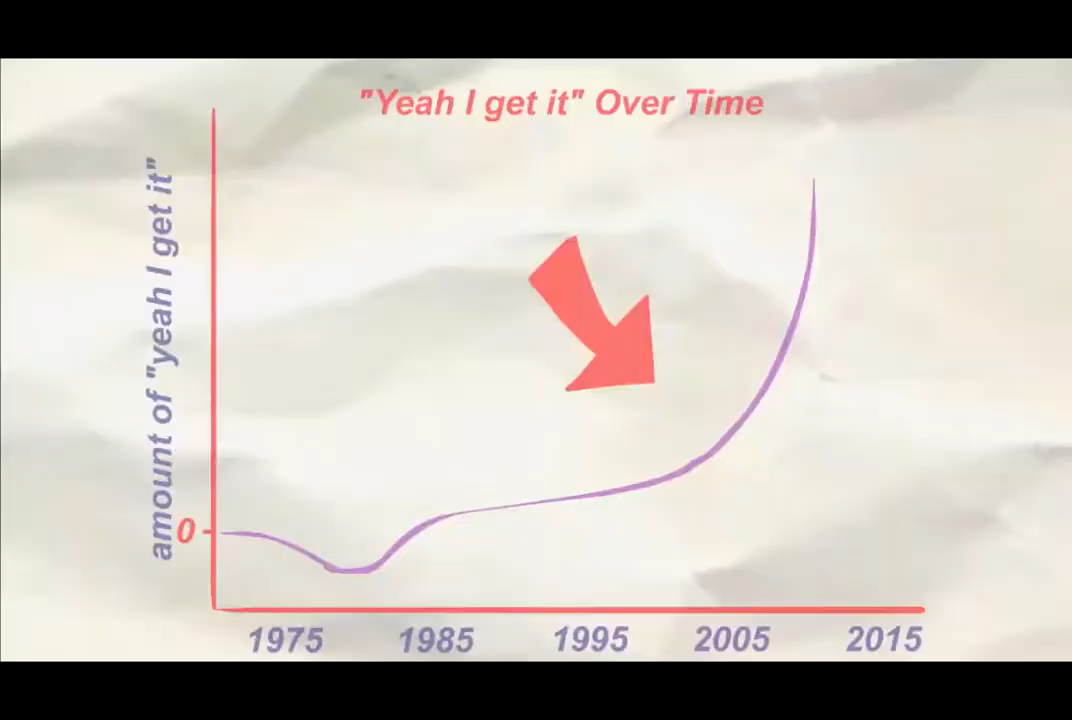 "Yeah I get it" Over Time
amount of "yeah I get it"
0
1975 1985 1995 2005 2015